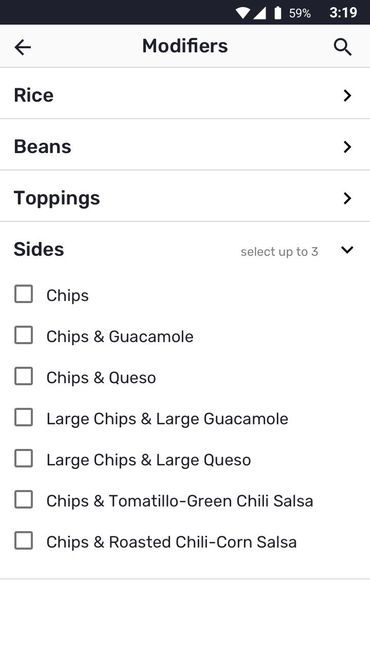 59% 3:19
Modifiers
Rice
Beans
Toppings
Sides select up to 3
Chips
Chips & Guacamole
Chips & Queso
Large Chips & Large Guacamole
Large Chips & Large Queso
Chips & Tomatillo-Green Chili Salsa
Chips & Roasted Chili-Corn Salsa